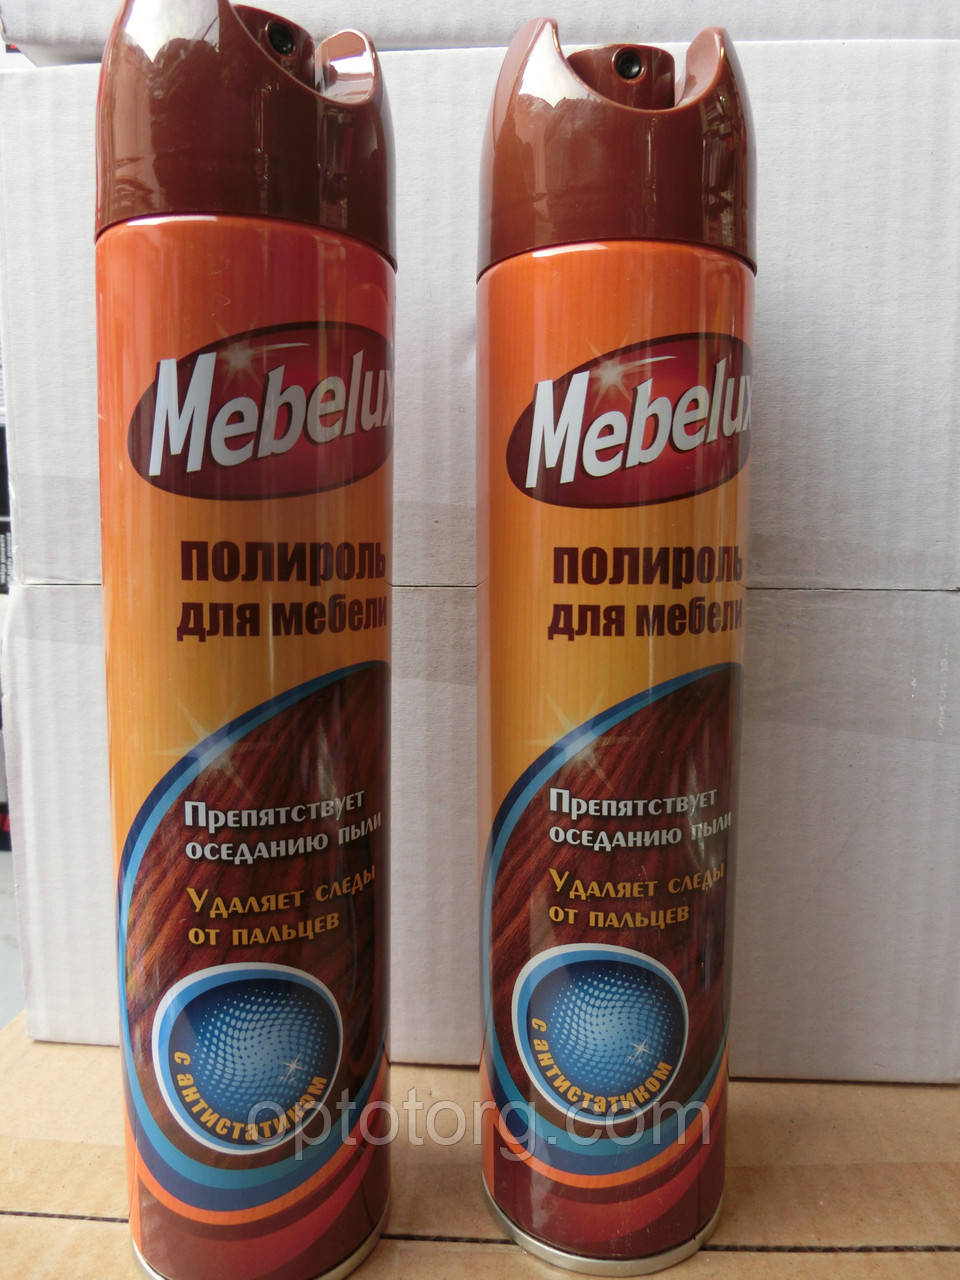 Mebelux
полироль
для мебели
Препятствует
оседанию пыли
Удаляет следы
от пальцев
с антистатиком
Mebelux
полироль
для мебели
Препятствует
оседанию пыли
Удаляет следы
от пальцев
с антистатиком
optotorg.com